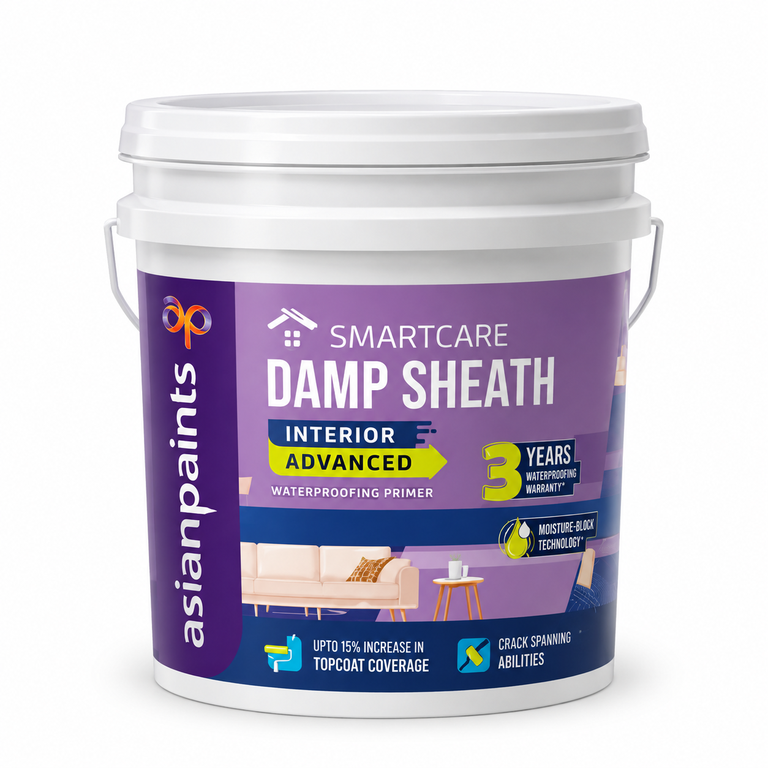 asianpaints
SMARTCARE
DAMP SHEATH
INTERIOR
ADVANCED
WATERPROOFING PRIMER
3 YEARS
WATERPROOFING
WARRANTY*
MOISTURE-BLOCK
TECHNOLOGY*
UPTO 15% INCREASE IN
TOPCOAT COVERAGE
CRACK SPANNING
ABILITIES